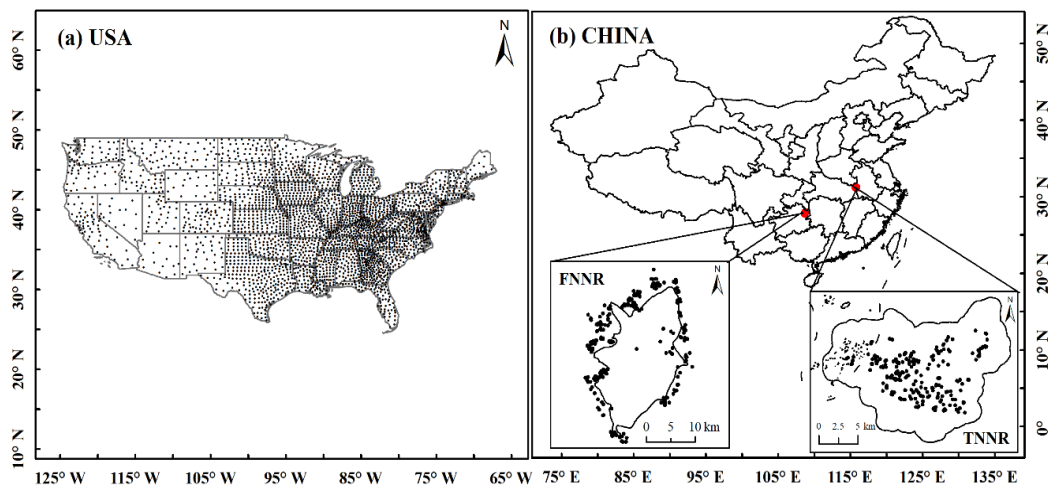 (a) USA
N
60° N
50° N
40° N
30° N
20° N
10° N
125° W
115° W
105° W
95° W
85° W
75° W
65° W
(b) CHINA
N
50° N
40° N
30° N
20° N
10° N
0° N
75° E
85° E
95° E
105° E
115° E
125° E
135° E
FNNR
N
0 5 10 km
N
0 2.5 5 km
TNNR